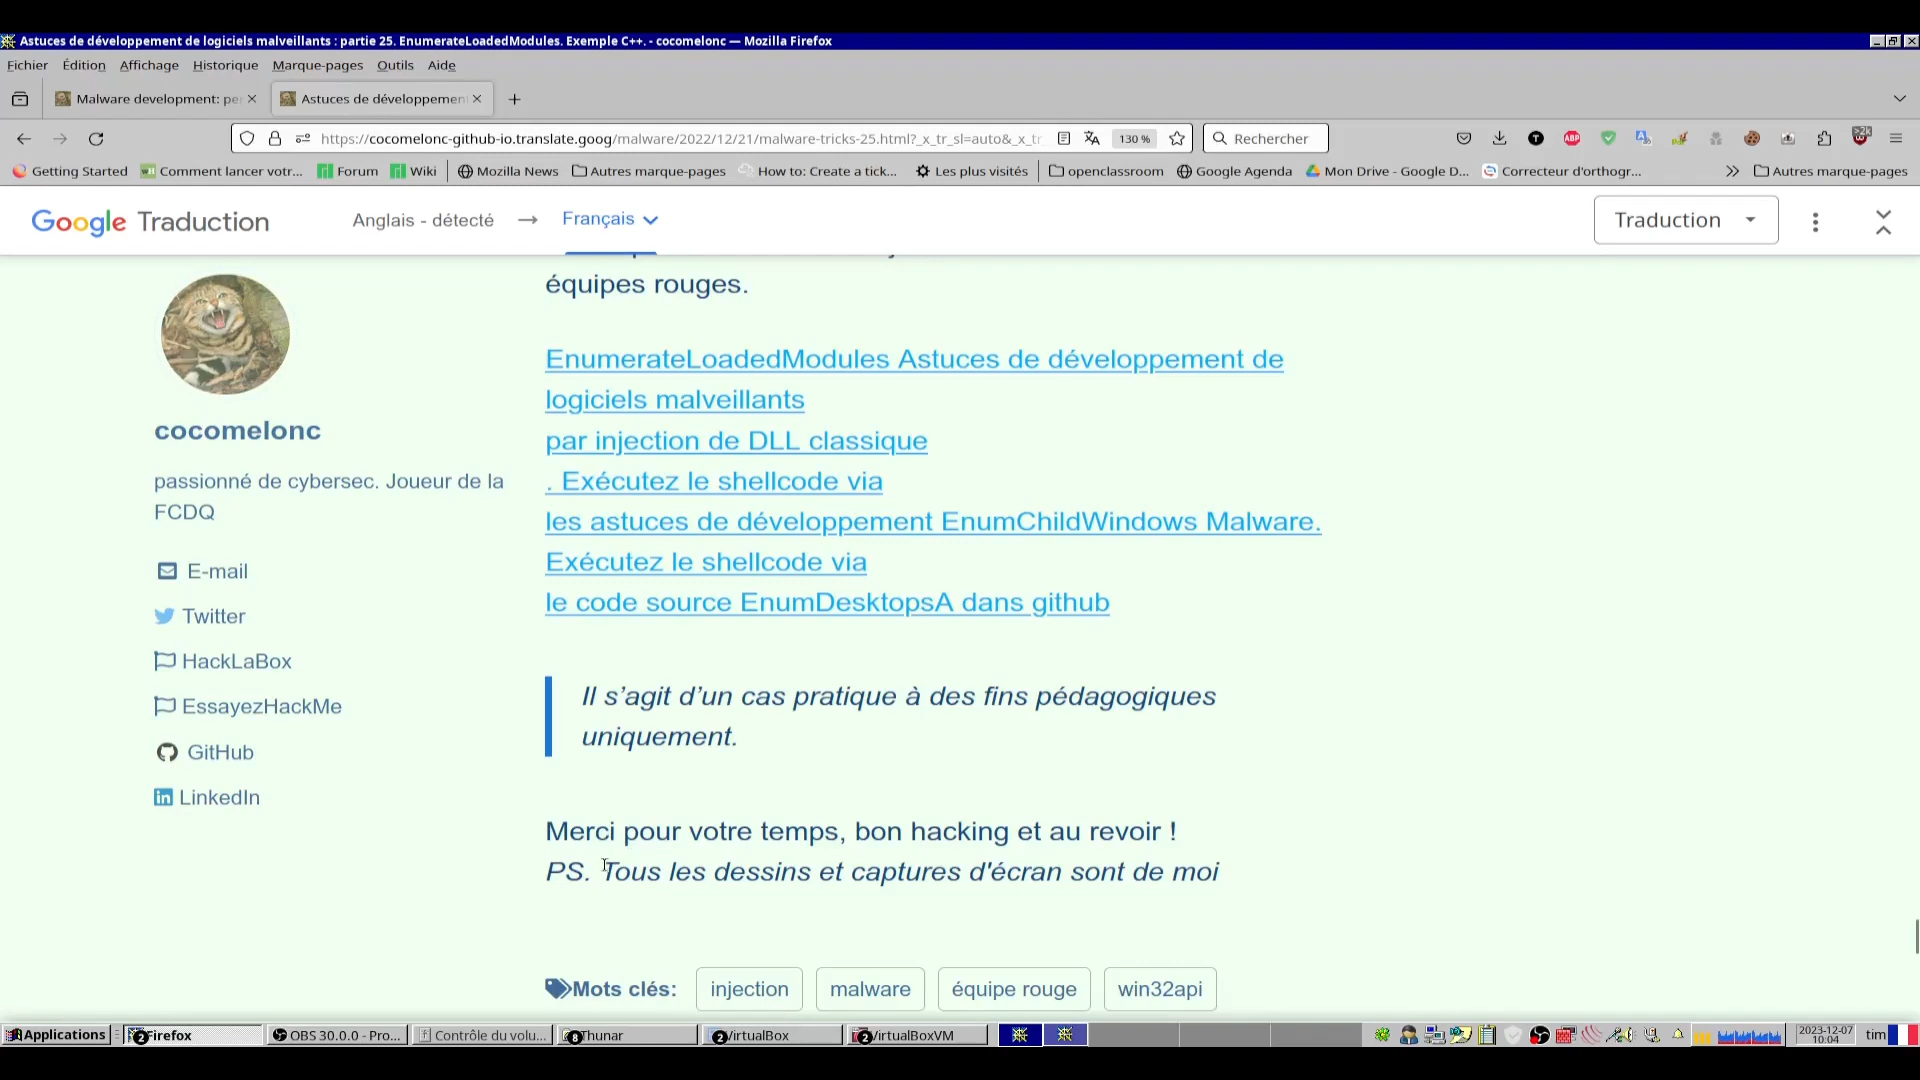 Astuces de développement de logiciels malveillants : partie 25. EnumerateLoadedModules. Exemple C++. - cocomelonc — Mozilla Firefox
Fichier Édition Affichage Historique Marque-pages Outils Aide
Malware development: pe Astuces de développement
https://cocomelonc-github-io.translate.goog/malware/2022/12/21/malware-tricks-25.html?_x_tr_sl=auto&_x_tr 130 % Rechercher
Getting Started Comment lancer votr... Forum Wiki Mozilla News Autres marque-pages How to: Create a tick... Les plus visités openclassroom Google Agenda Mon Drive - Google D... Correcteur d'orthogr... Autres marque-pages
Google Traduction Anglais - détecté → Français Traduction
équipes rouges.
EnumerateLoadedModules Astuces de développement de
logiciels malveillants
par injection de DLL classique
. Exécutez le shellcode via
les astuces de développement EnumChildWindows Malware.
Exécutez le shellcode via
le code source EnumDesktopsA dans github
Il s’agit d’un cas pratique à des fins pédagogiques
uniquement.
Merci pour votre temps, bon hacking et au revoir !
PS. Tous les dessins et captures d'écran sont de moi
Mots clés: injection malware équipe rouge win32api
cocomelonc
passionné de cybersec. Joueur de la
FCDQ
E-mail
Twitter
HackLaBox
EssayezHackMe
GitHub
LinkedIn
Applications 2 Firefox OBS 30.0.0 - Pro... Contrôle du volu... 8 Thunar 2 VirtualBox 2 VirtualBoxVM 2023-12-07 tim
10:04